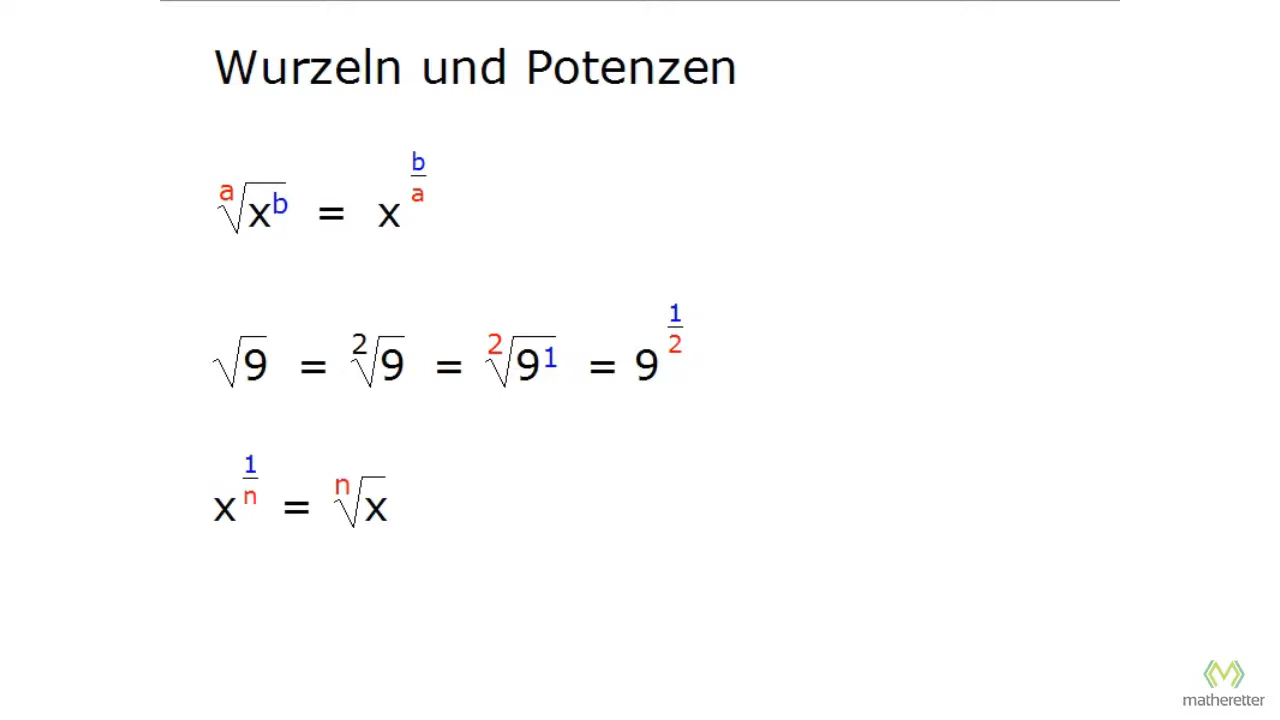 Wurzeln und Potenzen
ᵃ√xᵇ = x^(b/a)
√9 = ²√9 = ²√9¹ = 9^(1/2)
x^(1/n) = ⁿ√x
matheretter